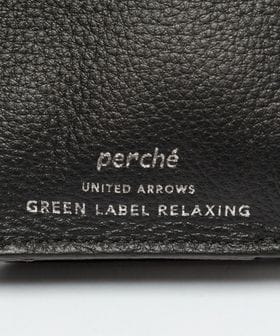 perché
UNITED ARROWS
GREEN LABEL RELAXING